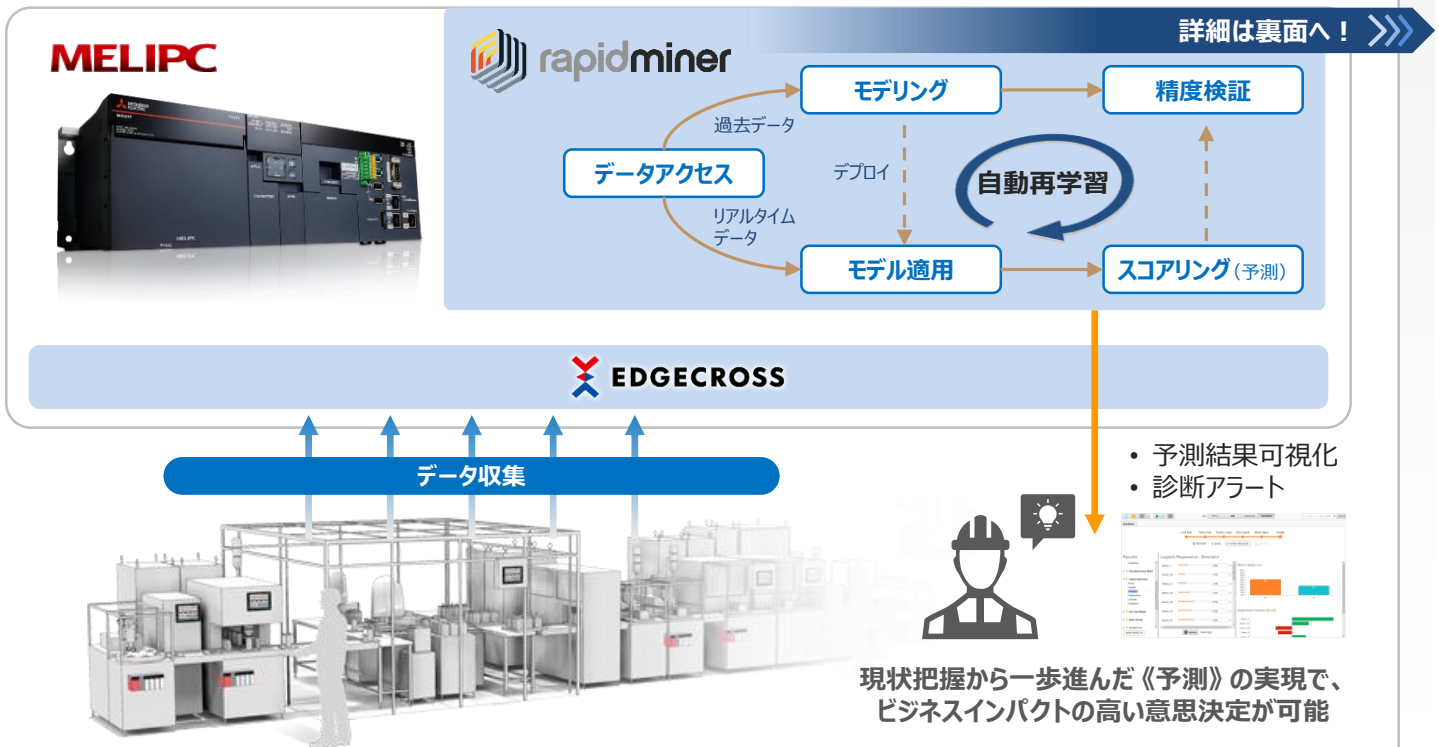 詳細は裏面へ！
MELIPC
rapidminer
モデリング
精度検証
過去データ
データアクセス
デプロイ
自動再学習
リアルタイム
データ
モデル適用
スコアリング(予測)
MELIPC
EDGECROSS
データ収集
• 予測結果可視化
• 診断アラート
Results
Logistic Regression - Simulator
現状把握から一歩進んだ《予測》の実現で、
ビジネスインパクトの高い意思決定が可能